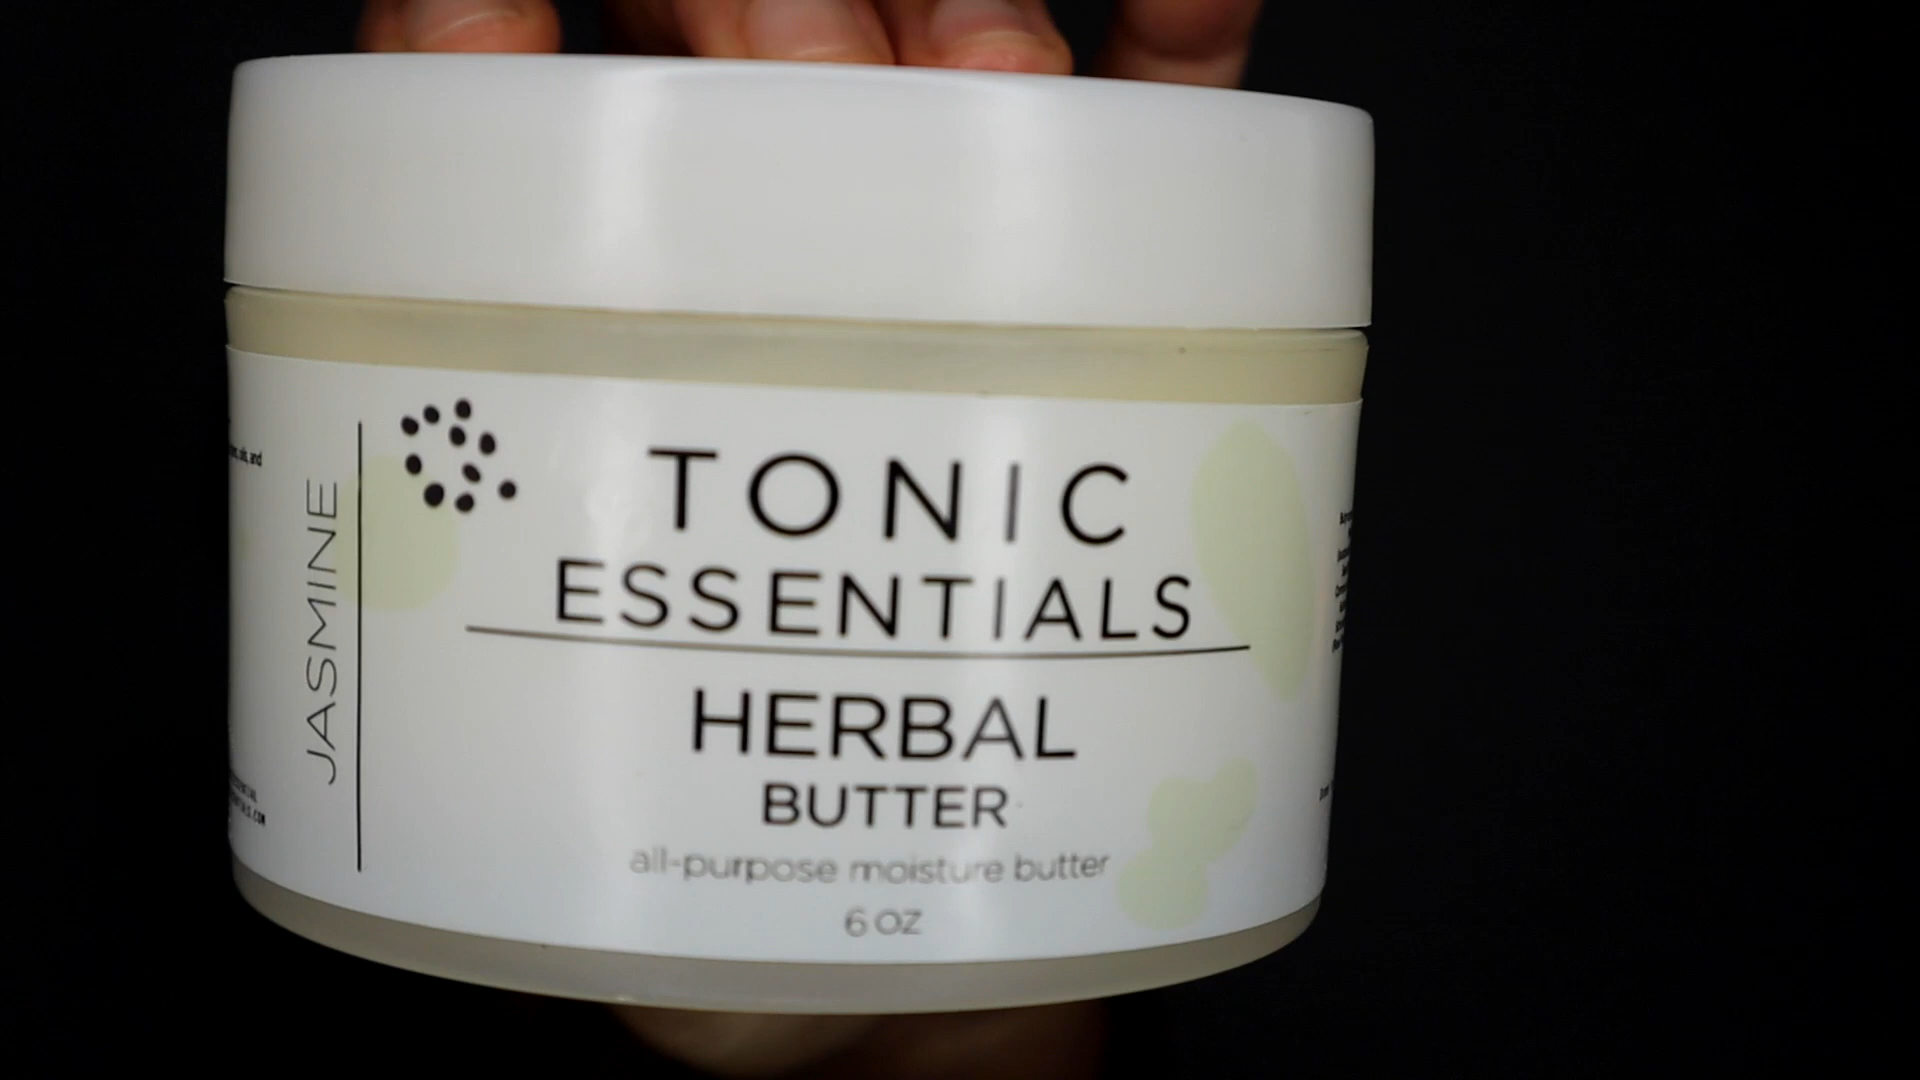 JASMINE
TONIC
ESSENTIALS
HERBAL
BUTTER
all-purpose moisture butter
6 OZ